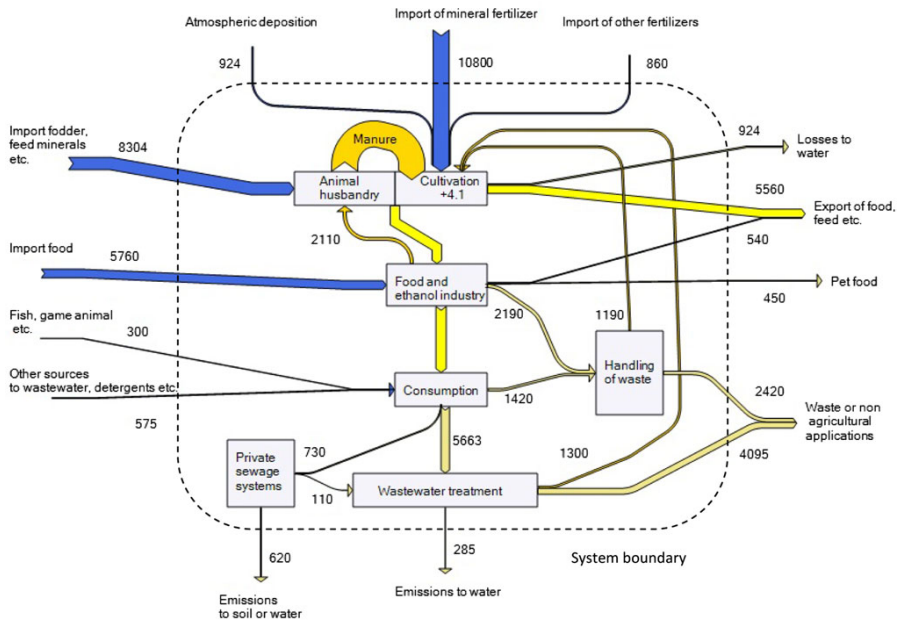 Atmospheric deposition
Import of mineral fertilizer
Import of other fertilizers
924
10800
860
Import fodder,
feed minerals
etc.
8304
Manure
924
Losses to
water
Animal
husbandry
Cultivation
+4.1
5560
Export of food,
feed etc.
2110
540
Import food
5760
Food and
ethanol industry
Pet food
450
2190
1190
Fish, game animal
etc.
300
Handling
of waste
Other sources
to wastewater, detergents etc.
575
Consumption
1420
2420
Waste or non
agricultural
applications
5663
730
1300
4095
Private
sewage
systems
110
Wastewater treatment
620
285
System boundary
Emissions
to soil or water
Emissions to water